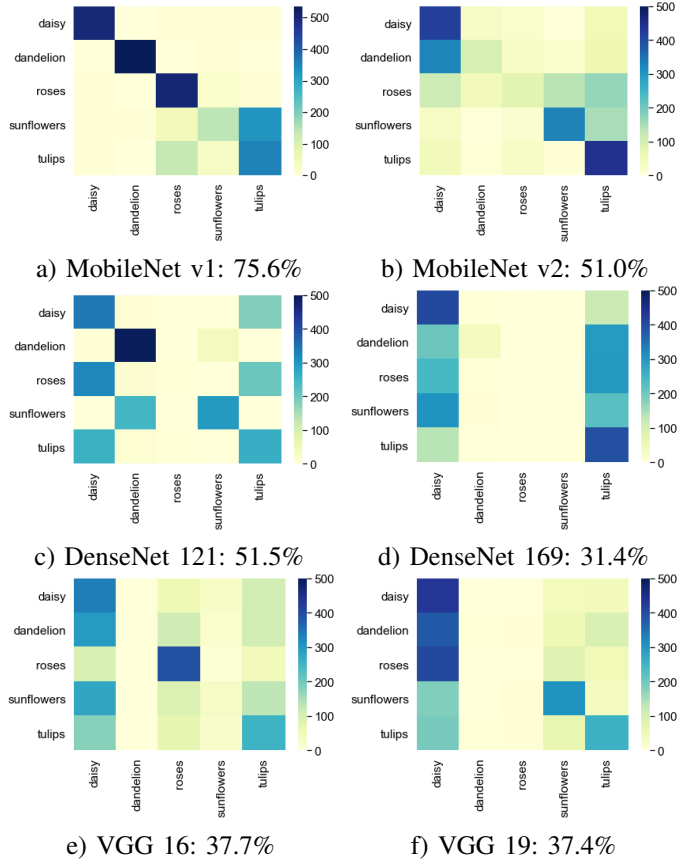 daisy
dandelion
roses
sunflowers
tulips
daisy
dandelion
roses
sunflowers
tulips
500
400
300
200
100
0
a) MobileNet v1: 75.6%
daisy
dandelion
roses
sunflowers
tulips
daisy
dandelion
roses
sunflowers
tulips
500
400
300
200
100
0
b) MobileNet v2: 51.0%
daisy
dandelion
roses
sunflowers
tulips
daisy
dandelion
roses
sunflowers
tulips
500
400
300
200
100
0
c) DenseNet 121: 51.5%
daisy
dandelion
roses
sunflowers
tulips
daisy
dandelion
roses
sunflowers
tulips
500
400
300
200
100
0
d) DenseNet 169: 31.4%
daisy
dandelion
roses
sunflowers
tulips
daisy
dandelion
roses
sunflowers
tulips
500
400
300
200
100
0
e) VGG 16: 37.7%
daisy
dandelion
roses
sunflowers
tulips
daisy
dandelion
roses
sunflowers
tulips
500
400
300
200
100
0
f) VGG 19: 37.4%